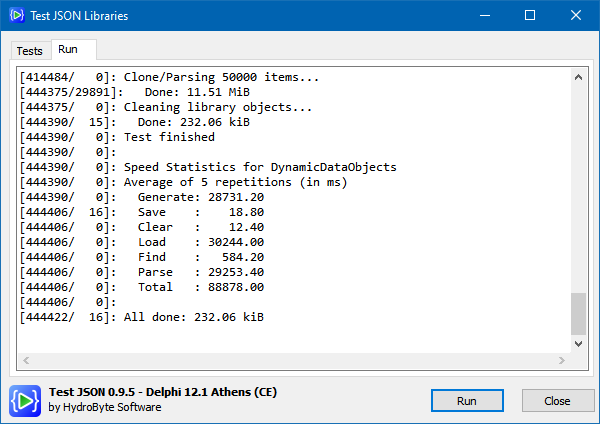 Test JSON Libraries
Tests Run
[414484/   0]: Clone/Parsing 50000 items...
[444375/29891]:   Done: 11.51 MiB
[444375/   0]: Cleaning library objects...
[444390/  15]:   Done: 232.06 kiB
[444390/   0]: Test finished
[444390/   0]:
[444390/   0]: Speed Statistics for DynamicDataObjects
[444390/   0]: Average of 5 repetitions (in ms)
[444390/   0]:   Generate: 28731.20
[444406/  16]:   Save    :    18.80
[444406/   0]:   Clear   :    12.40
[444406/   0]:   Load    : 30244.00
[444406/   0]:   Find    :   584.20
[444406/   0]:   Parse   : 29253.40
[444406/   0]:   Total   : 88878.00
[444406/   0]:
[444422/  16]: All done: 232.06 kiB
Test JSON 0.9.5 - Delphi 12.1 Athens (CE)
by HydroByte Software
Run
Close